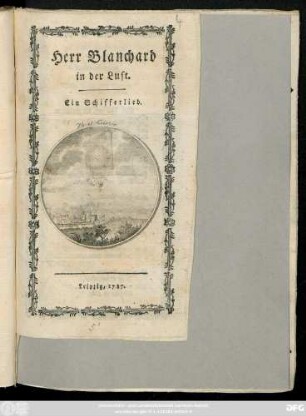 Herr Blanchard
in der Luft.
Ein Schifferlied.
Leipzig, 1787.